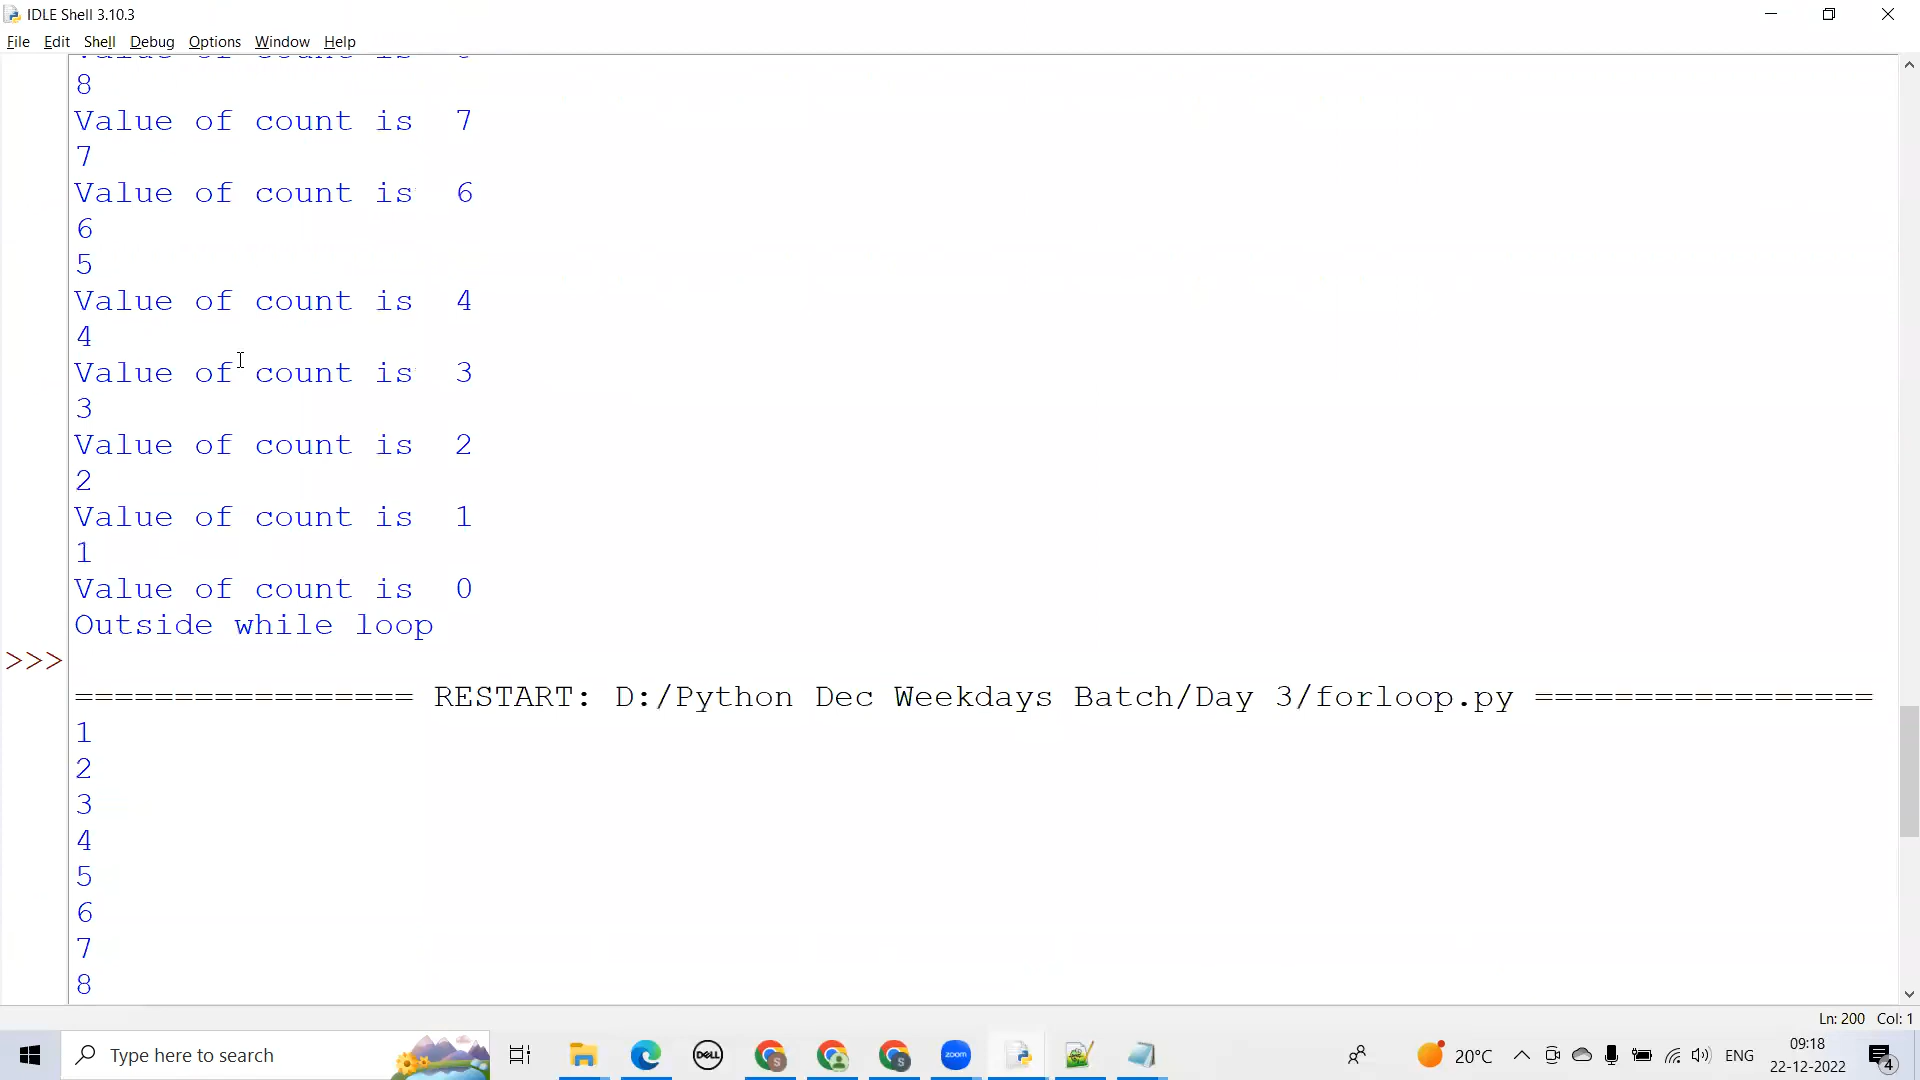 IDLE Shell 3.10.3
File Edit Shell Debug Options Window Help
8
Value of count is  7
7
Value of count is  6
6
5
Value of count is  4
4
Value of count is  3
3
Value of count is  2
2
Value of count is  1
1
Value of count is  0
Outside while loop
>>>
================= RESTART: D:/Python Dec Weekdays Batch/Day 3/forloop.py =================
1
2
3
4
5
6
7
8
Ln: 200 Col: 1
Type here to search
DELL
S
S
zoom
20°C
ENG
09:18
22-12-2022
4